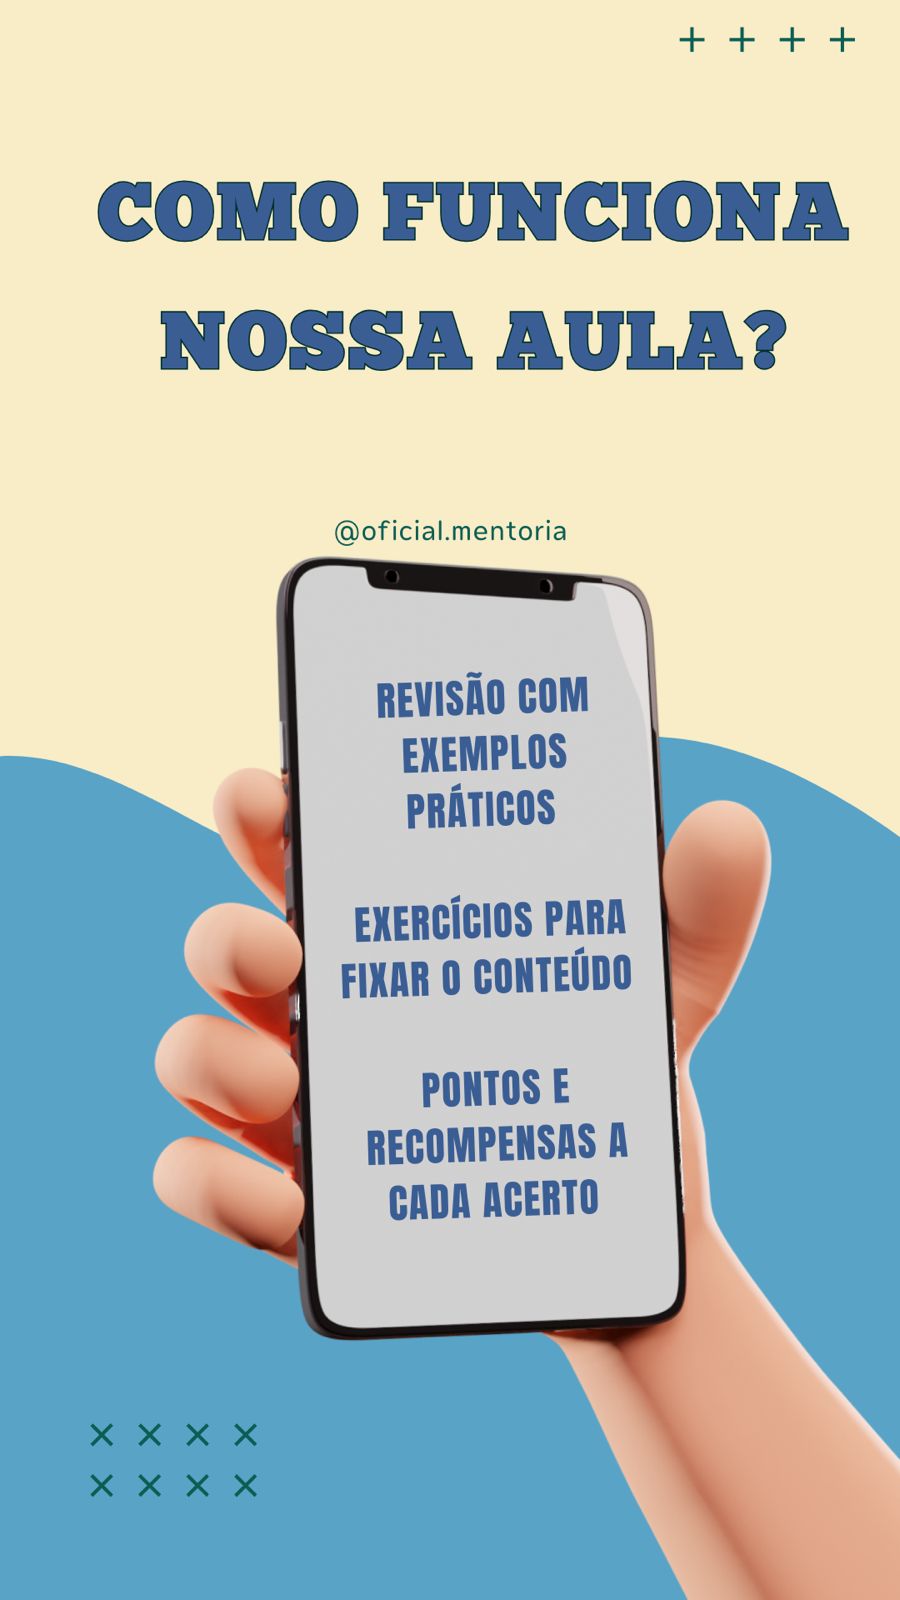 COMO FUNCIONA
NOSSA AULA?
@oficial.mentoria
REVISÃO COM
EXEMPLOS
PRÁTICOS
EXERCÍCIOS PARA
FIXAR O CONTEÚDO
PONTOS E
RECOMPENSAS A
CADA ACERTO